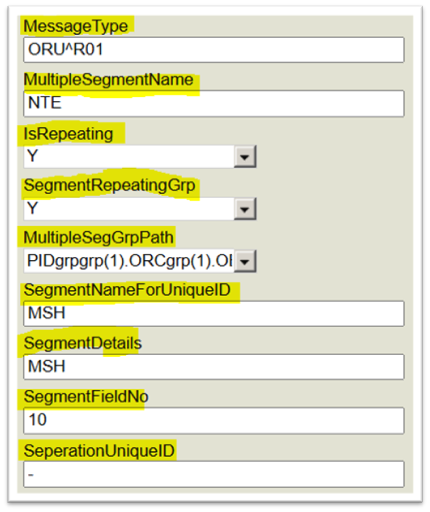 MessageType
ORU^R01
MultipleSegmentName
NTE
IsRepeating
Y
SegmentRepeatingGrp
Y
MultipleSegGrpPath
PIDgrpgrp(1).ORCgrp(1).OI
SegmentNameForUniqueID
MSH
SegmentDetails
MSH
SegmentFieldNo
10
SeperationUniqueID
-